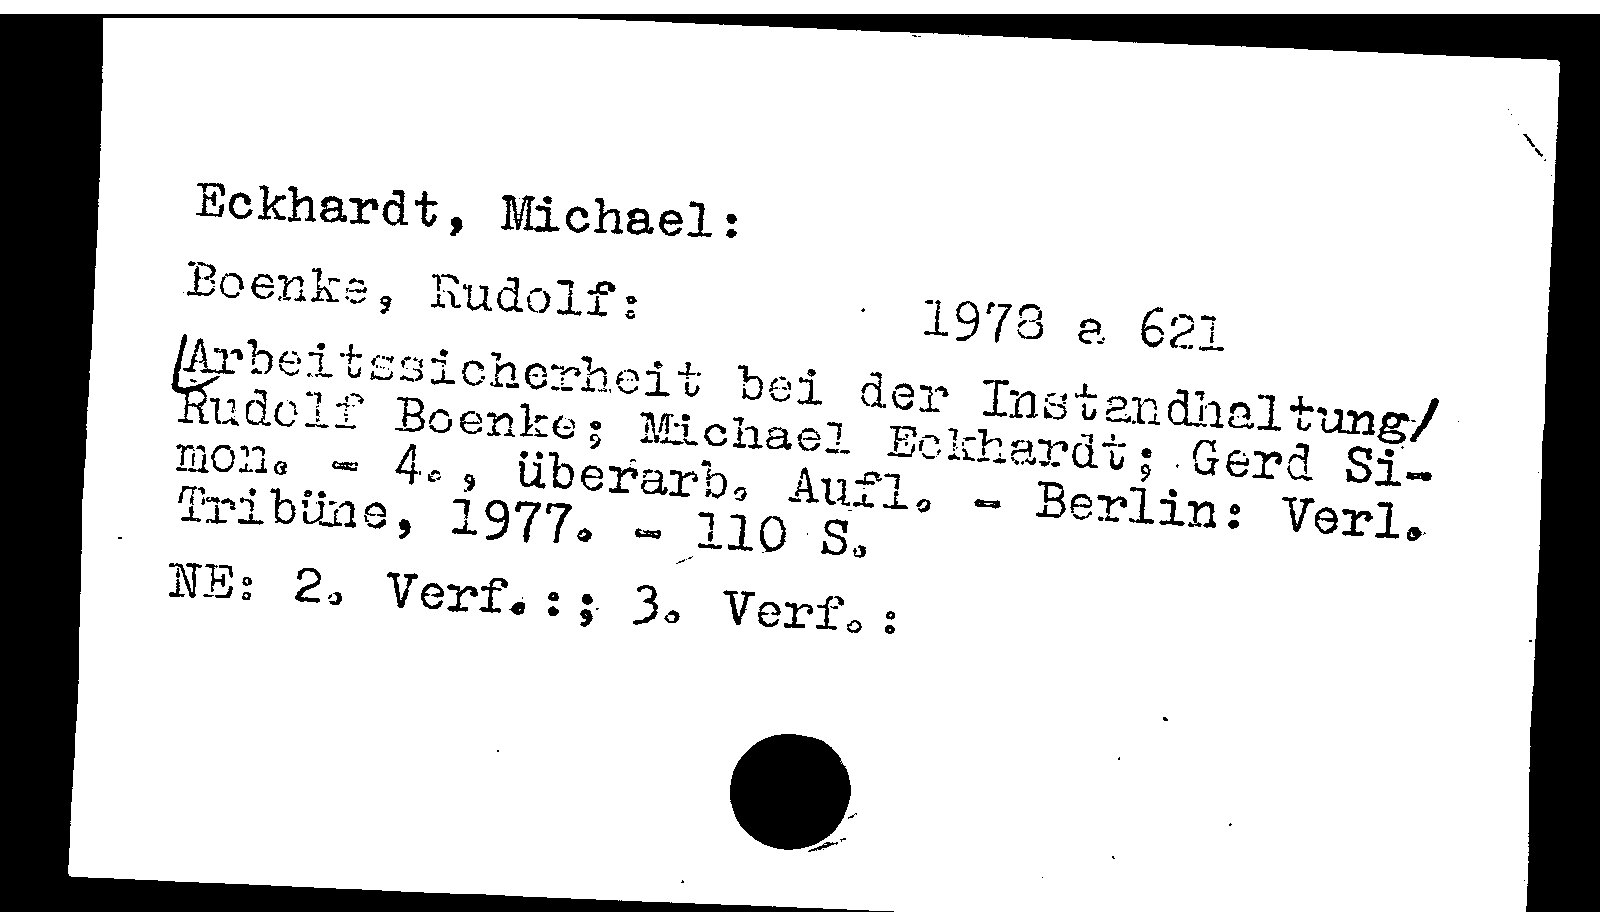 Eckhardt, Michael:
Boenke, Rudolf:
1978 a 621
Arbeitssicherheit bei der Instandhaltung/
Rudolf Boenke; Michael Eckhardt; Gerd Si-
mon. - 4., überarb. Aufl. - Berlin: Verl.
Tribüne, 1977. - 110 S.
NE: 2. Verf.:; 3. Verf.: